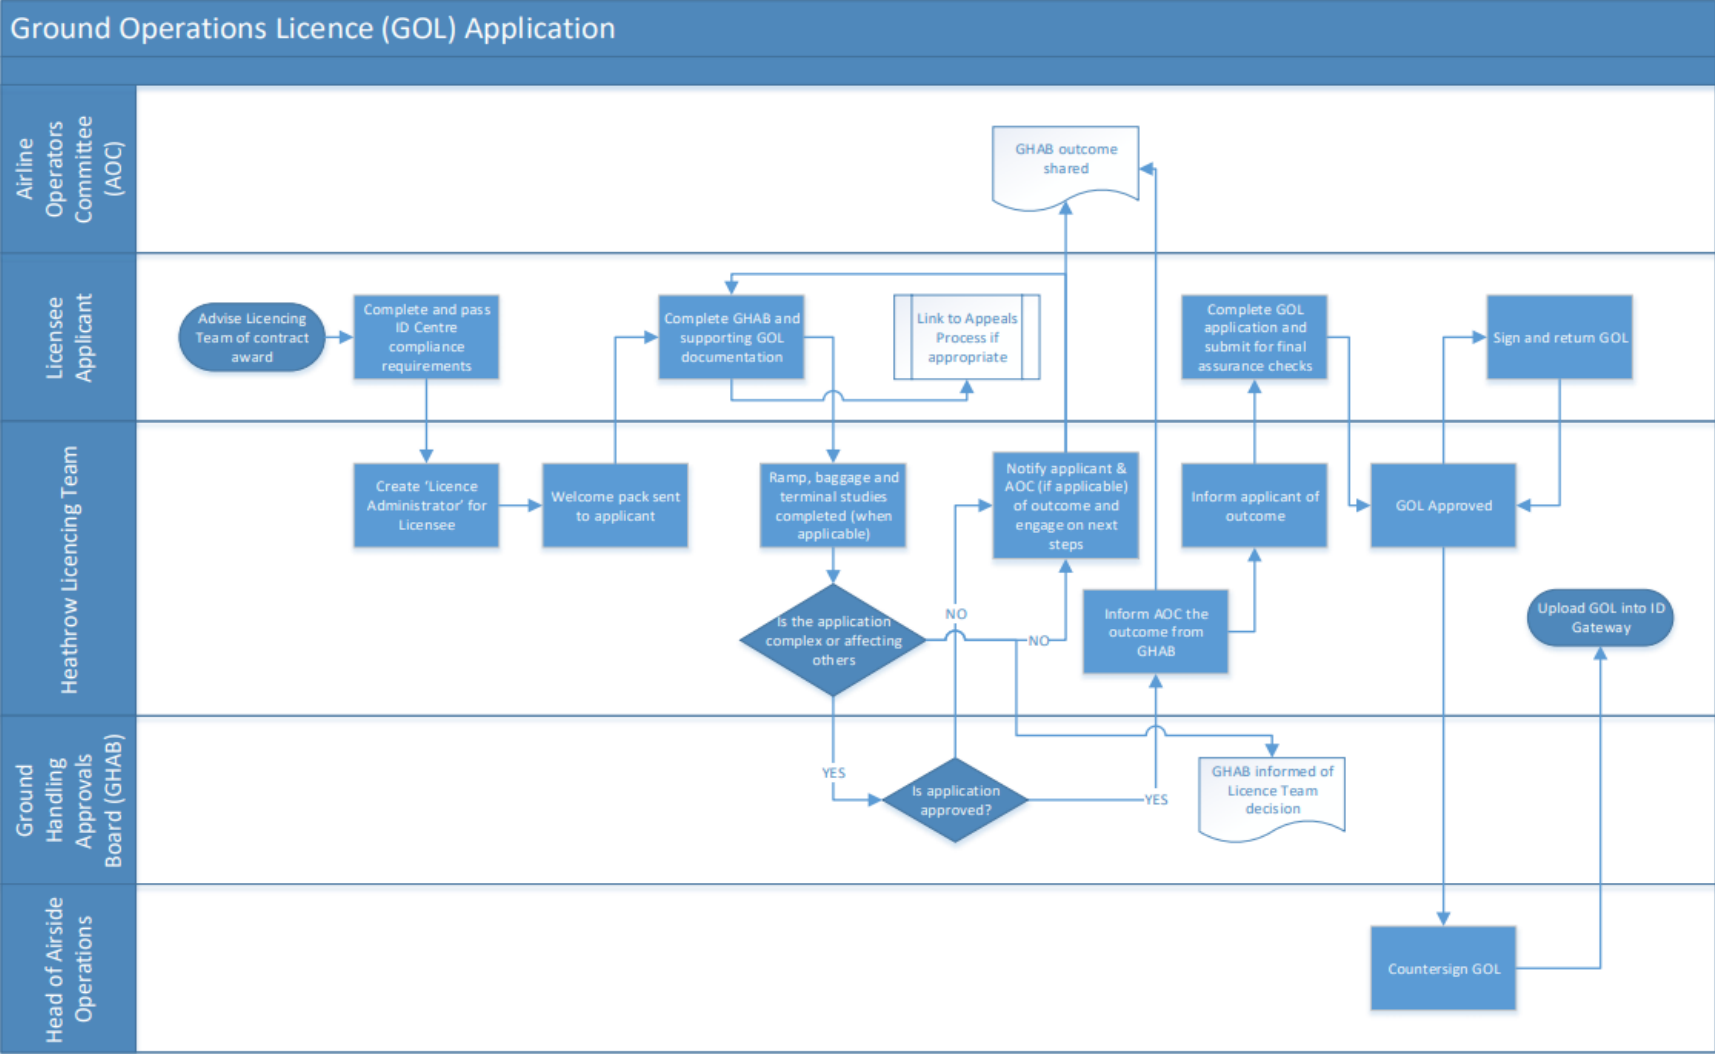 Ground Operations Licence (GOL) Application
Airline
Operators
Committee
(AOC)
GHAB outcome
shared
Licensee
Applicant
Advise Licencing
Team of contract
award
Complete and pass
ID Centre
compliance
requirements
Complete GHAB and
supporting GOL
documentation
Link to Appeals
Process if
appropriate
Complete GOL
application and
submit for final
assurance checks
Sign and return GOL
Heathrow Licencing Team
Create ‘Licence
Administrator’ for
Licensee
Welcome pack sent
to applicant
Ramp, baggage and
terminal studies
completed (when
applicable)
Notify applicant &
AOC (if applicable)
of outcome and
engage on next
steps
Inform applicant of
outcome
GOL Approved
Is the application
complex or affecting
others
NO
NO
Inform AOC the
outcome from
GHAB
Upload GOL into ID
Gateway
Ground
Handling
Approvals
Board (GHAB)
YES
Is application
approved?
YES
GHAB informed of
Licence Team
decision
Head of Airside
Operations
Countersign GOL